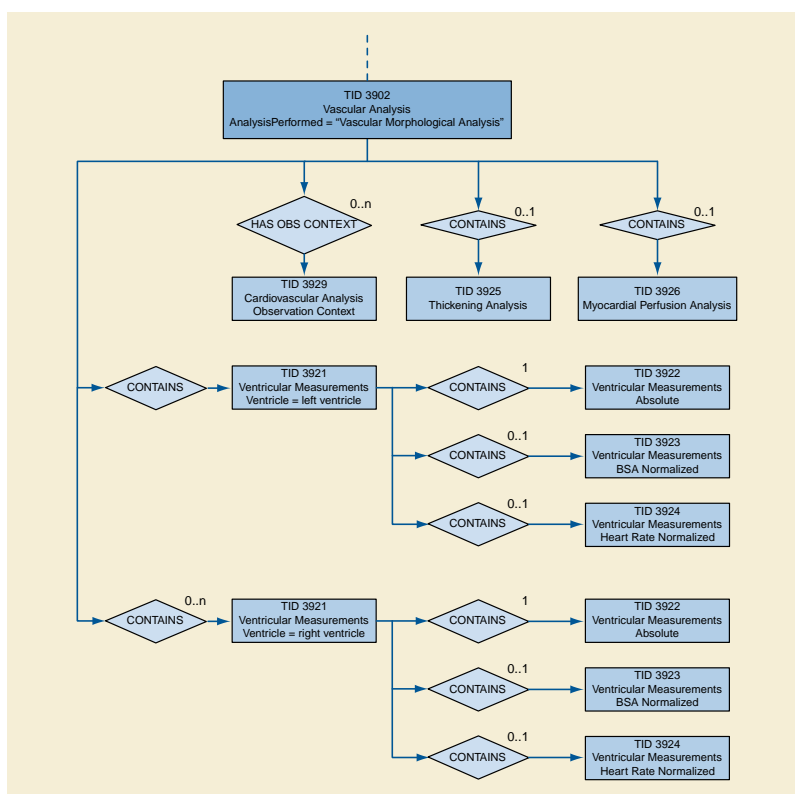 TID 3902
Vascular Analysis
AnalysisPerformed = “Vascular Morphological Analysis”
0..n
HAS OBS CONTEXT
0..1
CONTAINS
0..1
CONTAINS
TID 3929
Cardiovascular Analysis
Observation Context
TID 3925
Thickening Analysis
TID 3926
Myocardial Perfusion Analysis
CONTAINS
TID 3921
Ventricular Measurements
Ventricle = left ventricle
1
CONTAINS
TID 3922
Ventricular Measurements
Absolute
0..1
CONTAINS
TID 3923
Ventricular Measurements
BSA Normalized
0..1
CONTAINS
TID 3924
Ventricular Measurements
Heart Rate Normalized
0..n
CONTAINS
TID 3921
Ventricular Measurements
Ventricle = right ventricle
1
CONTAINS
TID 3922
Ventricular Measurements
Absolute
0..1
CONTAINS
TID 3923
Ventricular Measurements
BSA Normalized
0..1
CONTAINS
TID 3924
Ventricular Measurements
Heart Rate Normalized